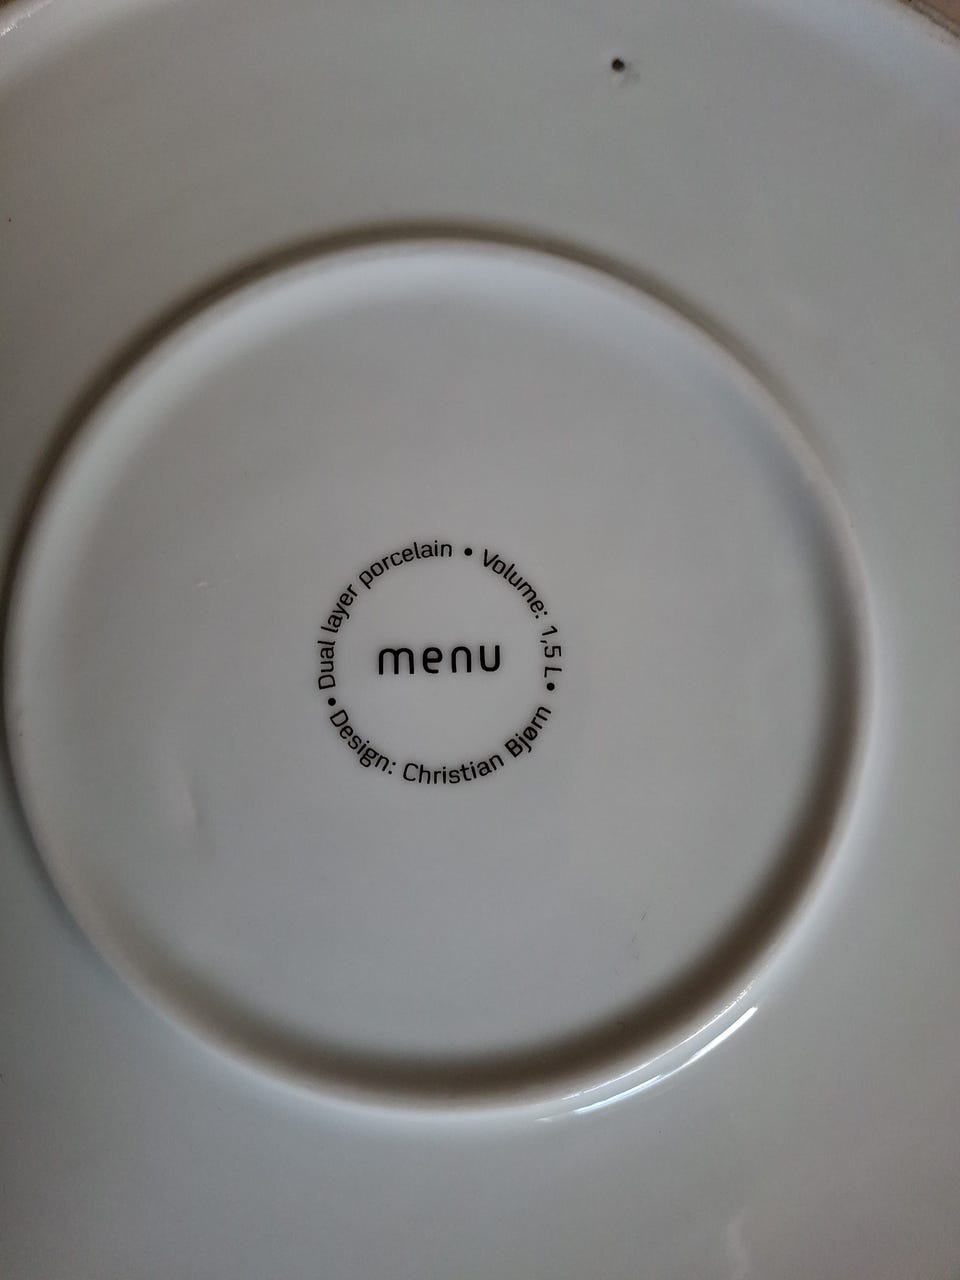 • Dual layer porcelain • Volume: 1,5 L • Design: Christian Bjørn
menu